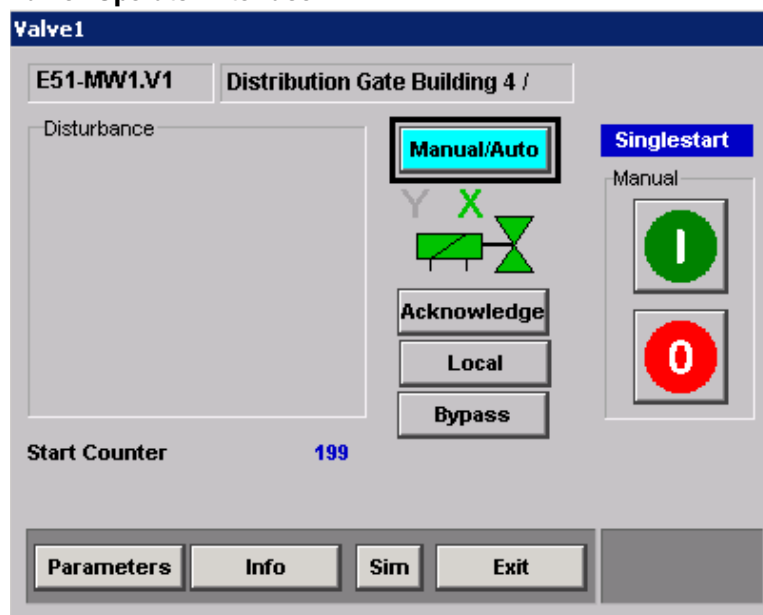 Valve1
E51-MW1.V1 Distribution Gate Building 4 /
Disturbance
Manual/Auto
Singlestart
Manual
Y X
I
Acknowledge
0
Local
Bypass
Start Counter 199
Parameters Info Sim Exit